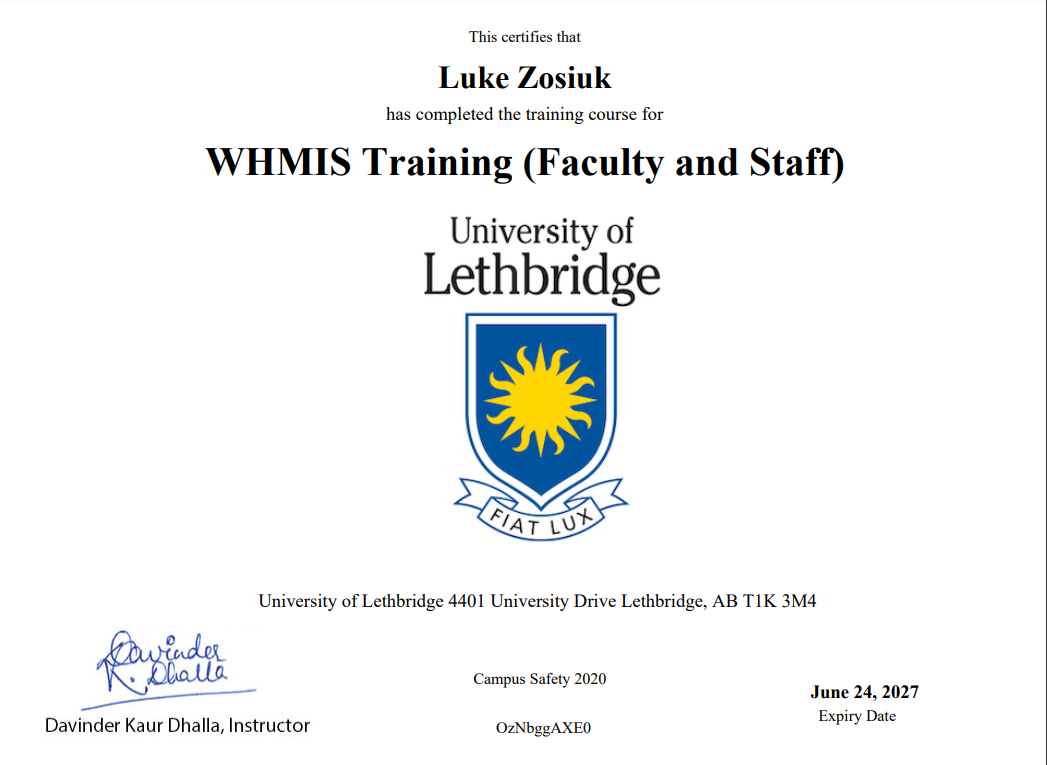 This certifies that
Luke Zosiuk
has completed the training course for
WHMIS Training (Faculty and Staff)
University of
Lethbridge
FIAT LUX
University of Lethbridge 4401 University Drive Lethbridge, AB T1K 3M4
Davinder
K. Dhalla
Davinder Kaur Dhalla, Instructor
Campus Safety 2020
OzNbggAXE0
June 24, 2027
Expiry Date